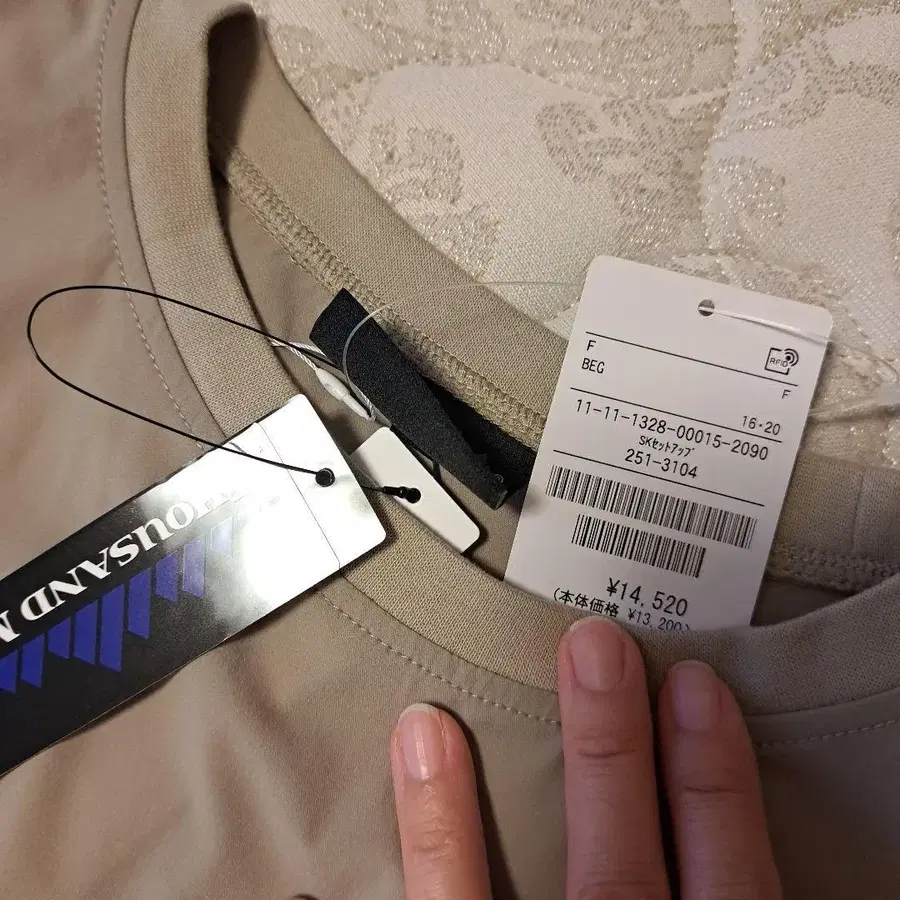 F
RFID
BEG
F
16・20
11-11-1328-00015-2090
SKセットアップ
251-3104
¥14,520
(本体価格 ¥13,200)
HOUSAND M